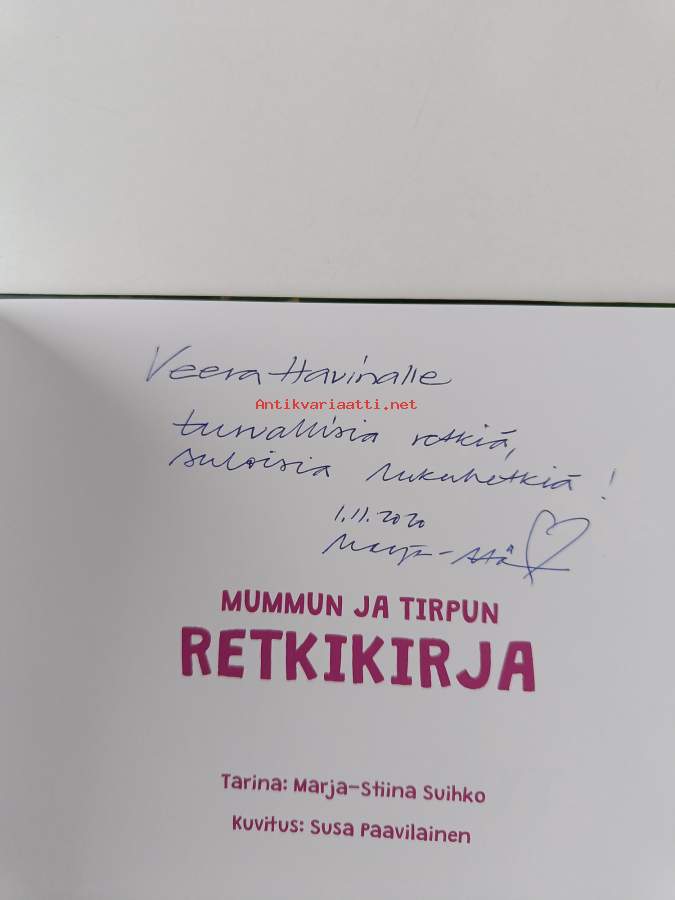 Veera-Havinalle
Antikvariaatti.net
turvallisia retkiä,
suloisia lukuhetkiä!
1.11.2020
MUMMUN JA TIRPUN
RETKIKIRJA
Tarina: Marja-Stiina Suihko
Kuvitus: Susa Paavilainen